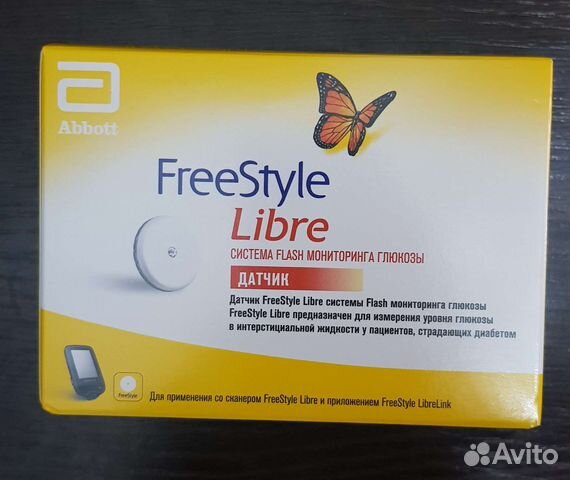 Abbott
FreeStyle
Libre
СИСТЕМА FLASH МОНИТОРИНГА ГЛЮКОЗЫ
ДАТЧИК
Датчик FreeStyle Libre системы Flash мониторинга глюкозы
FreeStyle Libre предназначен для измерения уровня глюкозы
в интерстициальной жидкости у пациентов, страдающих диабетом
FreeStyle
Для применения со сканером FreeStyle Libre и приложением FreeStyle LibreLink
Avito